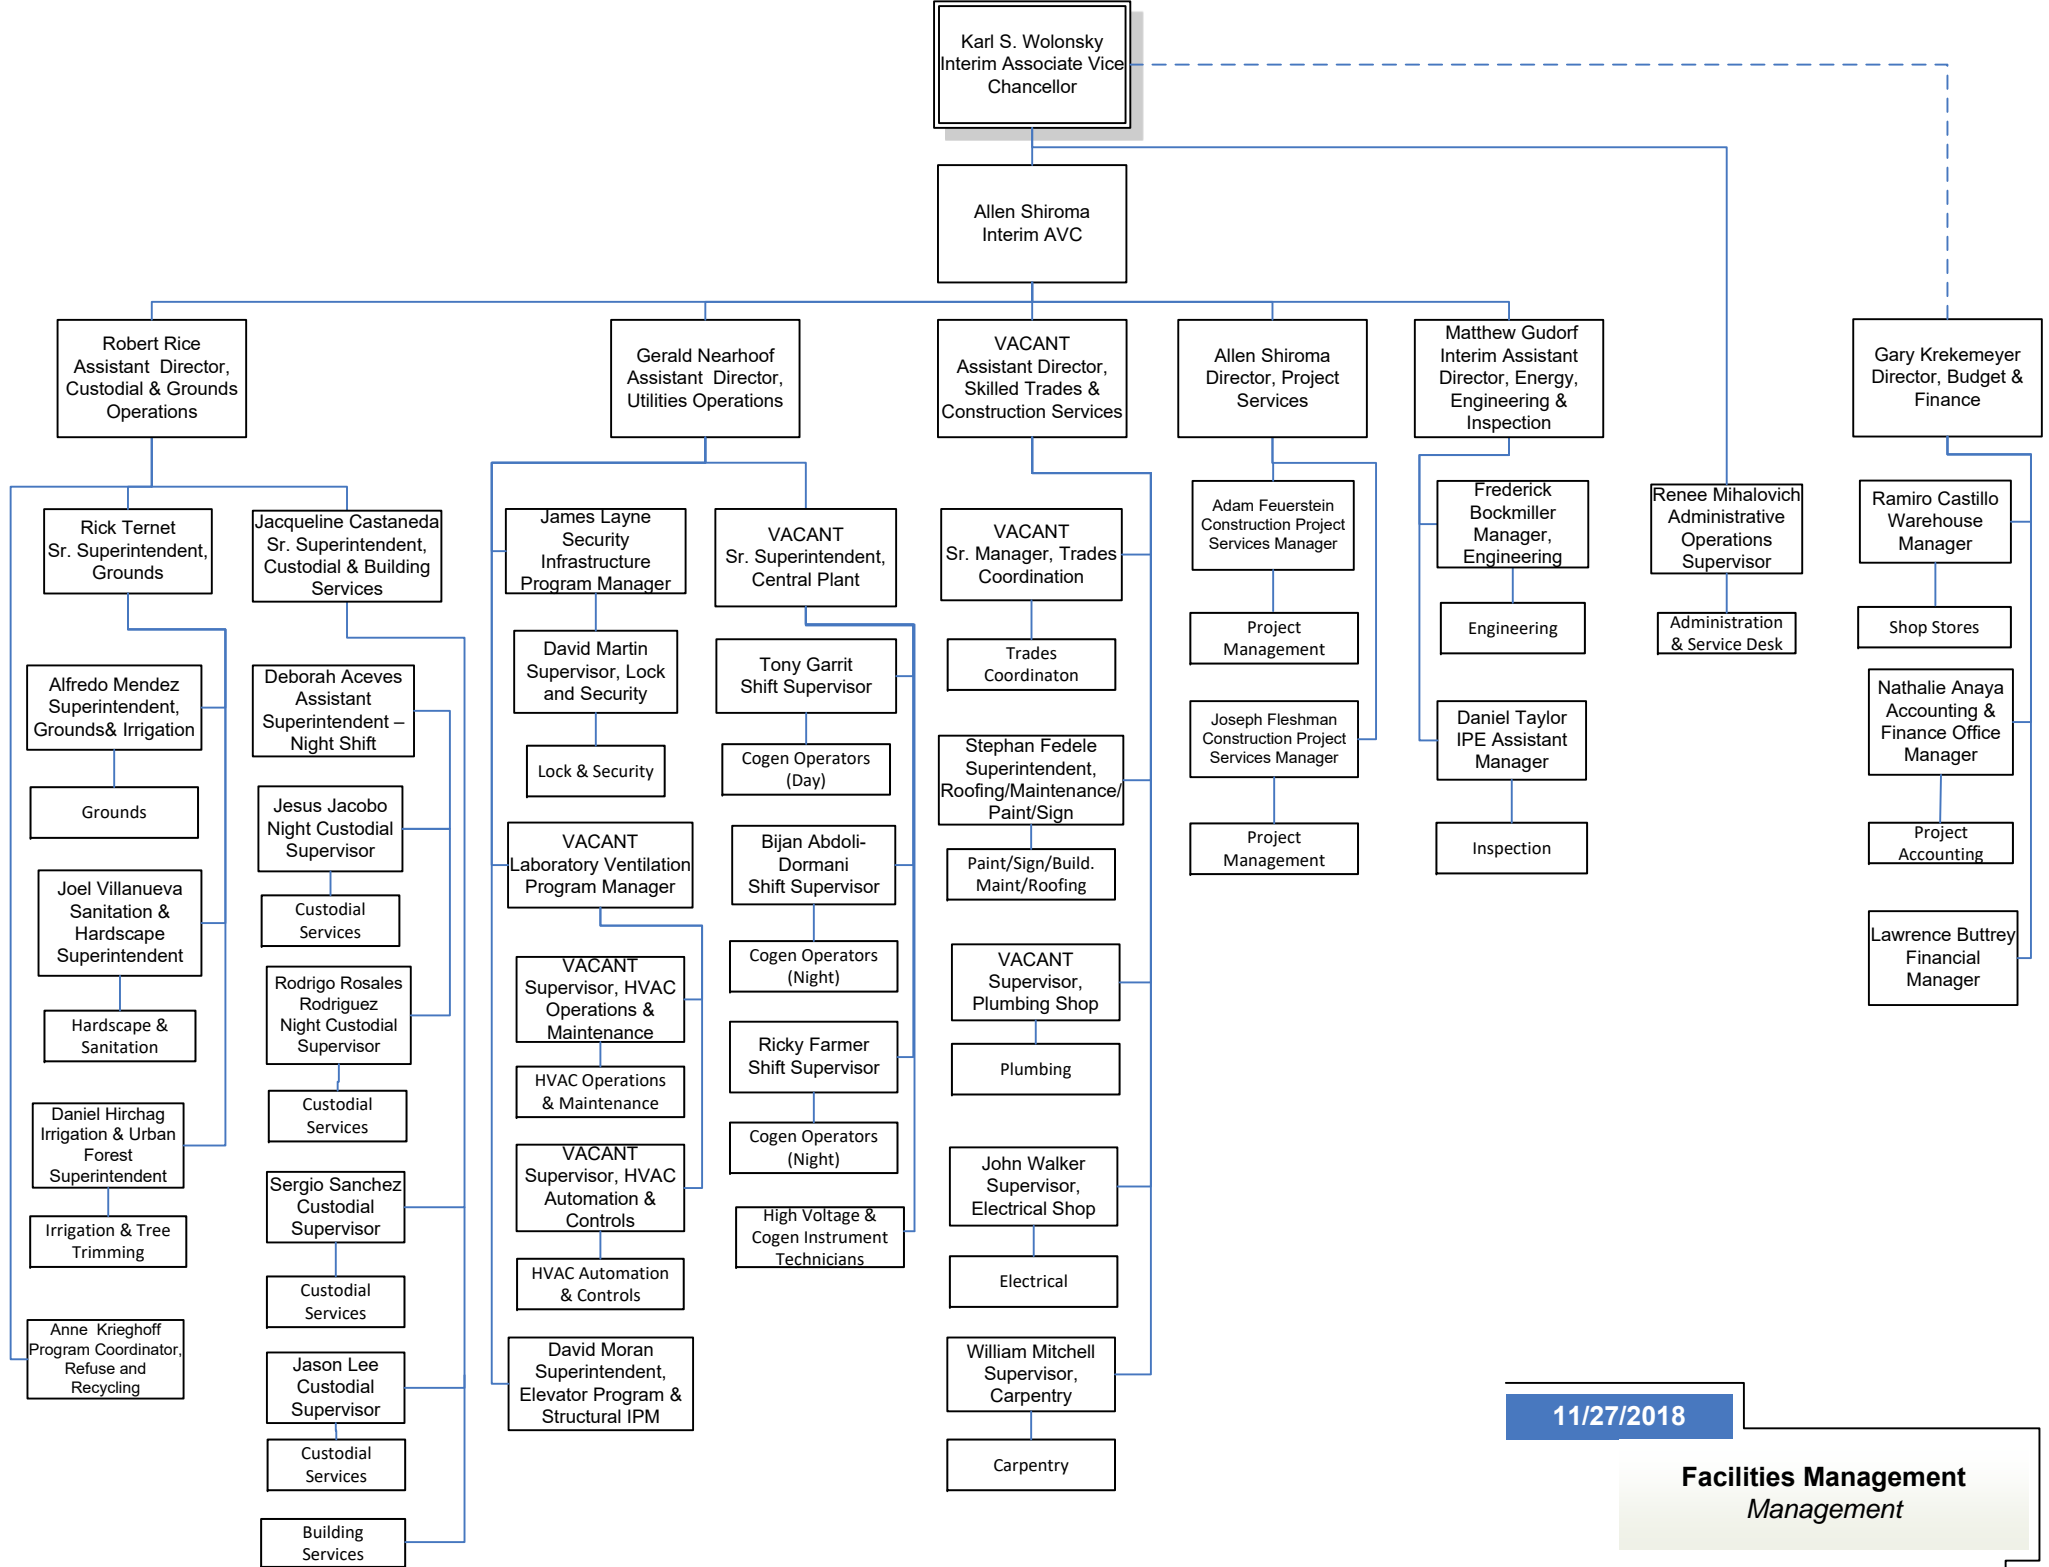 Karl S. Wolonsky
Interim Associate Vice
Chancellor
Allen Shiroma
Interim AVC
Robert Rice
Assistant  Director,
Custodial & Grounds
Operations
Gerald Nearhoof
Assistant  Director,
Utilities Operations
VACANT
Assistant Director,
Skilled Trades &
Construction Services
Allen Shiroma
Director, Project
Services
Matthew Gudorf
Interim Assistant
Director, Energy,
Engineering &
Inspection
Gary Krekemeyer
Director, Budget &
Finance
Rick Ternet
Sr. Superintendent,
Grounds
Alfredo Mendez
Superintendent,
Grounds& Irrigation
Grounds
Joel Villanueva
Sanitation &
Hardscape
Superintendent
Hardscape &
Sanitation
Daniel Hirchag
Irrigation & Urban
Forest
Superintendent
Irrigation & Tree
Trimming
Anne  Krieghoff
Program Coordinator,
Refuse and
Recycling
Jacqueline Castaneda
Sr. Superintendent,
Custodial & Building
Services
Deborah Aceves
Assistant
Superintendent –
Night Shift
Jesus Jacobo
Night Custodial
Supervisor
Custodial
Services
Rodrigo Rosales
Rodriguez
Night Custodial
Supervisor
Custodial
Services
Sergio Sanchez
Custodial
Supervisor
Custodial
Services
Jason Lee
Custodial
Supervisor
Custodial
Services
Building
Services
James Layne
Security
Infrastructure
Program Manager
David Martin
Supervisor, Lock
and Security
Lock & Security
VACANT
Laboratory Ventilation
Program Manager
VACANT
Supervisor, HVAC
Operations &
Maintenance
HVAC Operations
& Maintenance
VACANT
Supervisor, HVAC
Automation &
Controls
HVAC Automation
& Controls
David Moran
Superintendent,
Elevator Program &
Structural IPM
VACANT
Sr. Superintendent,
Central Plant
Tony Garrit
Shift Supervisor
Cogen Operators
(Day)
Bijan Abdoli-
Dormani
Shift Supervisor
Cogen Operators
(Night)
Ricky Farmer
Shift Supervisor
Cogen Operators
(Night)
High Voltage &
Cogen Instrument
Technicians
VACANT
Sr. Manager, Trades
Coordination
Trades
Coordinaton
Stephan Fedele
Superintendent,
Roofing/Maintenance/
Paint/Sign
Paint/Sign/Build.
Maint/Roofing
VACANT
Supervisor,
Plumbing Shop
Plumbing
John Walker
Supervisor,
Electrical Shop
Electrical
William Mitchell
Supervisor,
Carpentry
Carpentry
Adam Feuerstein
Construction Project
Services Manager
Project
Management
Joseph Fleshman
Construction Project
Services Manager
Project
Management
Frederick
Bockmiller
Manager,
Engineering
Engineering
Daniel Taylor
IPE Assistant
Manager
Inspection
Renee Mihalovich
Administrative
Operations
Supervisor
Administration
& Service Desk
Ramiro Castillo
Warehouse
Manager
Shop Stores
Nathalie Anaya
Accounting &
Finance Office
Manager
Project
Accounting
Lawrence Buttrey
Financial
Manager
11/27/2018
Facilities Management
Management